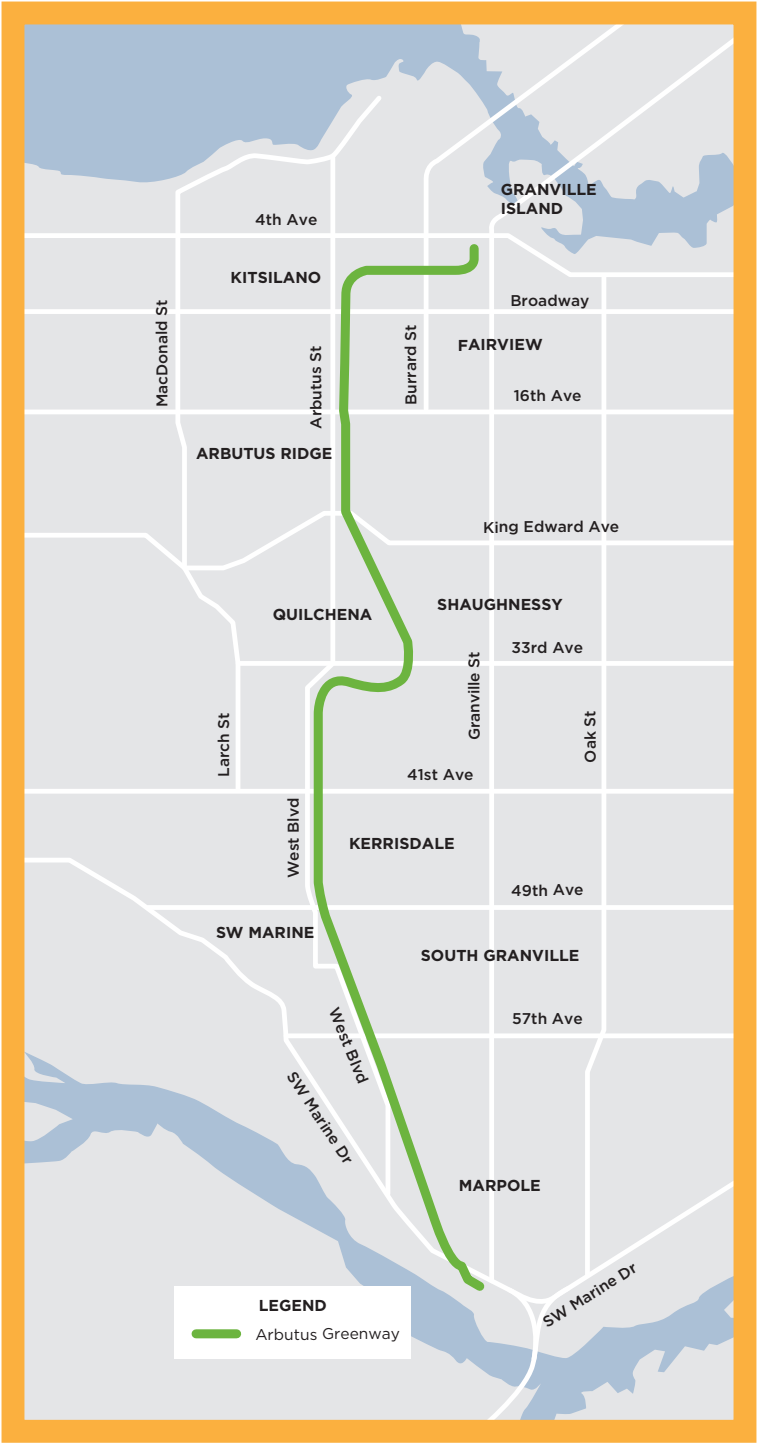 GRANVILLE
ISLAND
4th Ave
KITSILANO
Broadway
MacDonald St
Arbutus St
Burrard St
FAIRVIEW
16th Ave
ARBUTUS RIDGE
King Edward Ave
SHAUGHNESSY
QUILCHENA
33rd Ave
Granville St
Larch St
Oak St
41st Ave
West Blvd
KERRISDALE
49th Ave
SW MARINE
SOUTH GRANVILLE
57th Ave
West Blvd
SW Marine Dr
MARPOLE
SW Marine Dr
LEGEND
Arbutus Greenway